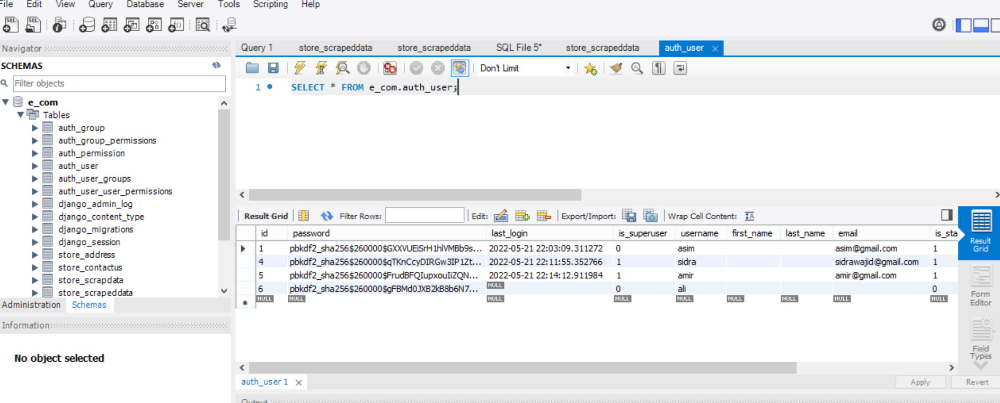 File Edit View Query Database Server Tools Scripting Help
Navigator
SCHEMAS
Filter objects
e_com
Tables
auth_group
auth_group_permissions
auth_permission
auth_user
auth_user_groups
auth_user_user_permissions
django_admin_log
django_content_type
django_migrations
django_session
store_address
store_contactus
store_scrapdata
store_scrapeddata
Administration Schemas
Information
No object selected
Query 1 store_scrapeddata store_scrapeddata SQL File 5* store_scrapeddata auth_user
Don't Limit
1 SELECT * FROM e_com.auth_user;
Result Grid Filter Rows: Edit: Export/Import: Wrap Cell Content:
id password last_login is_superuser username first_name last_name email is_sta
1 pbkdf2_sha256$260000$GXXVUEiSrH1hlVMBb9s... 2022-05-21 22:03:09.311272 0 asim asim@gmail.com 1
4 pbkdf2_sha256$260000$qTKnCcyDIRGw3IP1Zt... 2022-05-21 22:11:55.352766 1 sidra sidrawajid@gmail.com 1
5 pbkdf2_sha256$260000$FrudBFQIupxouIiZQN... 2022-05-21 22:14:12.911984 1 amir amir@gmail.com 1
6 pbkdf2_sha256$260000$gFBMd0JXB2kB8b6N7... NULL 0 ali 0
NULL NULL NULL NULL NULL NULL NULL NULL NULL
Result
Grid
Form
Editor
Field
Types
auth_user 1
Apply Revert
Output